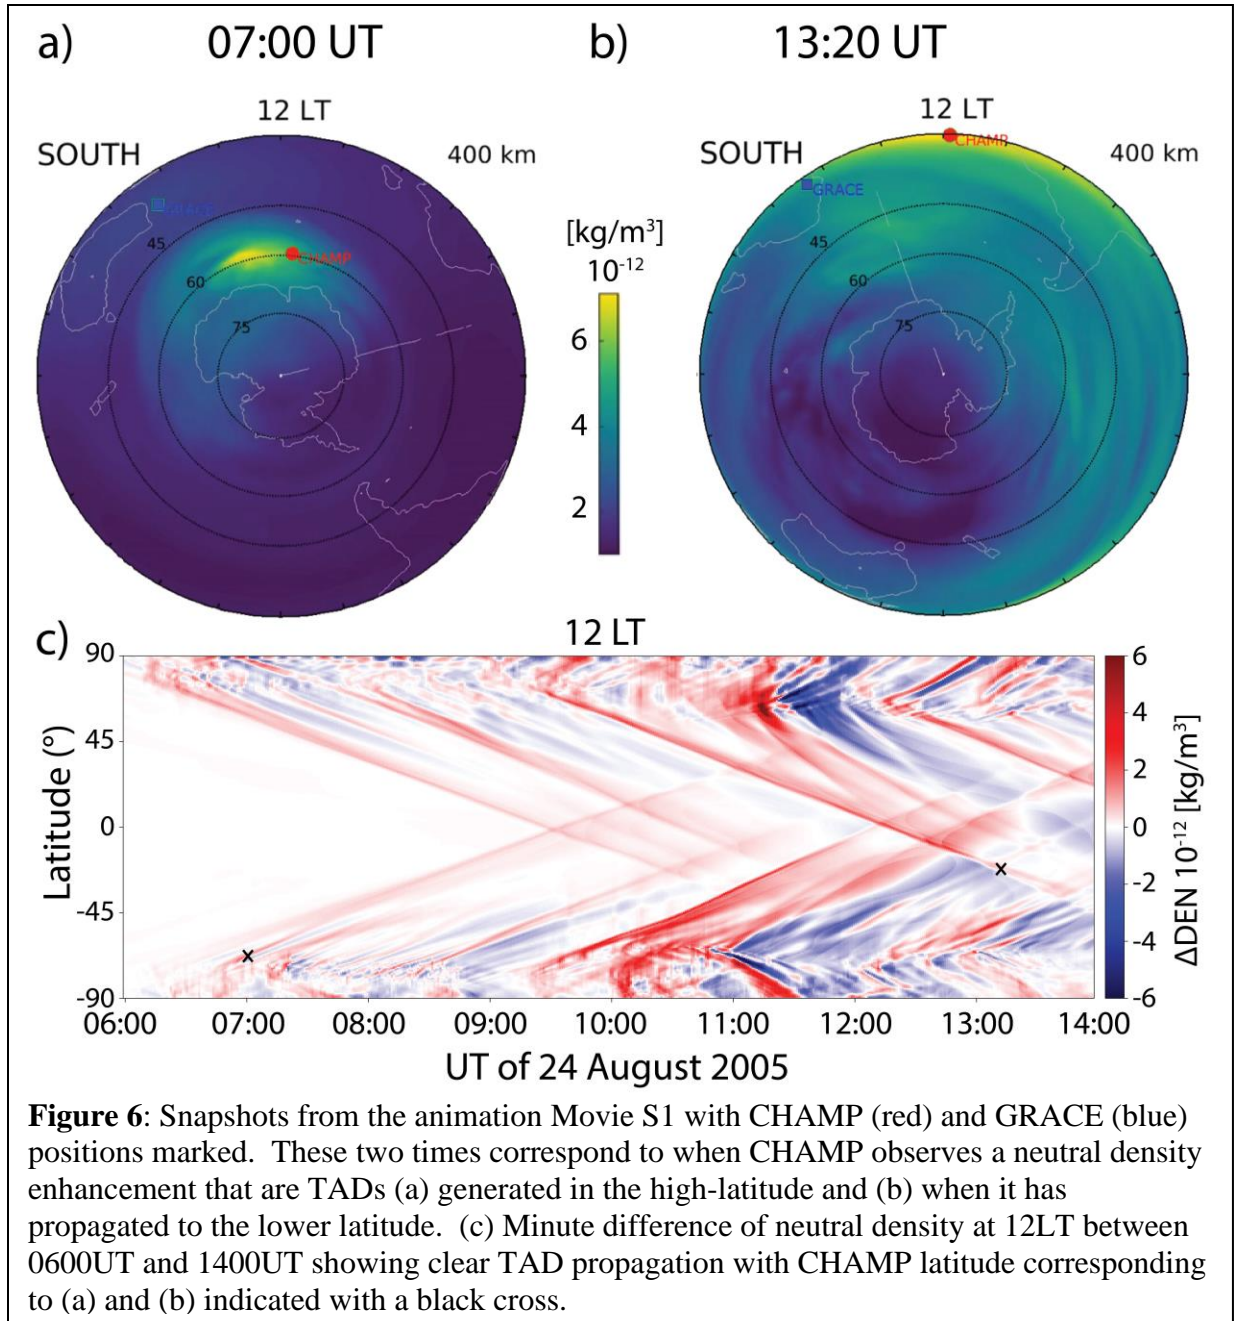 a) 07:00 UT
b) 13:20 UT
12 LT
SOUTH
400 km
GRACE
CHAMP
45
60
75
[kg/m³]
10⁻¹²
6
4
2
12 LT
SOUTH
400 km
CHAMP
GRACE
45
60
75
c)
12 LT
90
45
0
-45
-90
Latitude (°)
06:00 07:00 08:00 09:00 10:00 11:00 12:00 13:00 14:00
UT of 24 August 2005
6
4
2
0
-2
-4
-6
ΔDEN 10⁻¹² [kg/m³]
Figure 6: Snapshots from the animation Movie S1 with CHAMP (red) and GRACE (blue)
positions marked.  These two times correspond to when CHAMP observes a neutral density
enhancement that are TADs (a) generated in the high-latitude and (b) when it has
propagated to the lower latitude.  (c) Minute difference of neutral density at 12LT between
0600UT and 1400UT showing clear TAD propagation with CHAMP latitude corresponding
to (a) and (b) indicated with a black cross.